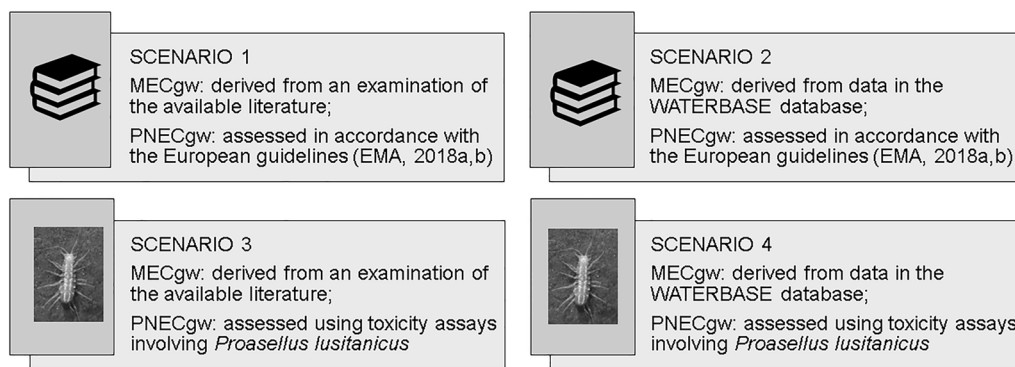 SCENARIO 1
MECgw: derived from an examination of
the available literature;
PNECgw: assessed in accordance with
the European guidelines (EMA, 2018a,b)
SCENARIO 2
MECgw: derived from data in the
WATERBASE database;
PNECgw: assessed in accordance with
the European guidelines (EMA, 2018a,b)
SCENARIO 3
MECgw: derived from an examination of
the available literature;
PNECgw: assessed using toxicity assays
involving Proasellus lusitanicus
SCENARIO 4
MECgw: derived from data in the
WATERBASE database;
PNECgw: assessed using toxicity assays
involving Proasellus lusitanicus